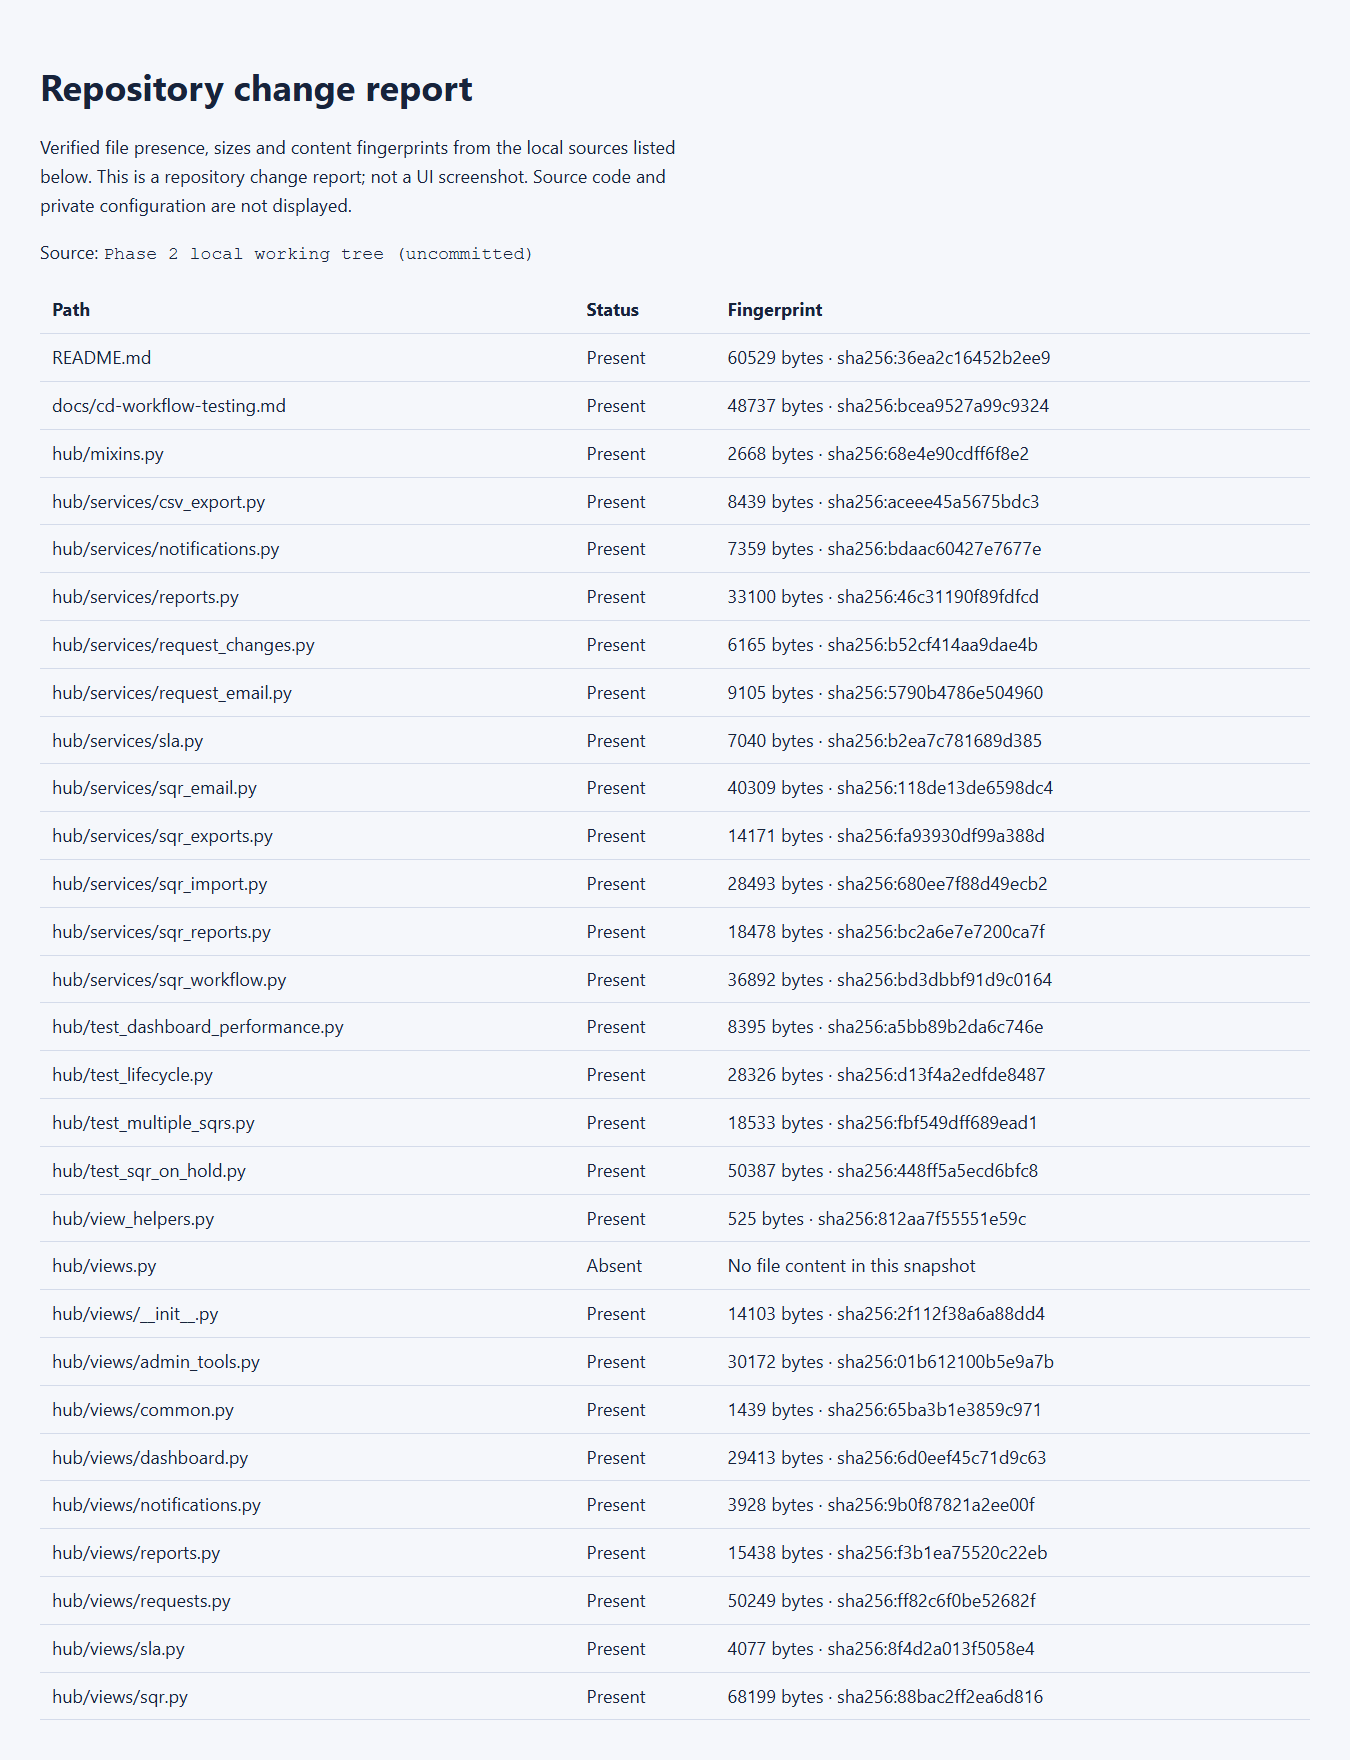 Repository change report
Verified file presence, sizes and content fingerprints from the local sources listed
below. This is a repository change report; not a UI screenshot. Source code and
private configuration are not displayed.
Source: Phase 2 local working tree (uncommitted)
Path Status Fingerprint
README.md Present 60529 bytes · sha256:36ea2c16452b2ee9
docs/cd-workflow-testing.md Present 48737 bytes · sha256:bcea9527a99c9324
hub/mixins.py Present 2668 bytes · sha256:68e4e90cdff6f8e2
hub/services/csv_export.py Present 8439 bytes · sha256:aceee45a5675bdc3
hub/services/notifications.py Present 7359 bytes · sha256:bdaac60427e7677e
hub/services/reports.py Present 33100 bytes · sha256:46c31190f89fdfcd
hub/services/request_changes.py Present 6165 bytes · sha256:b52cf414aa9dae4b
hub/services/request_email.py Present 9105 bytes · sha256:5790b4786e504960
hub/services/sla.py Present 7040 bytes · sha256:b2ea7c781689d385
hub/services/sqr_email.py Present 40309 bytes · sha256:118de13de6598dc4
hub/services/sqr_exports.py Present 14171 bytes · sha256:fa93930df99a388d
hub/services/sqr_import.py Present 28493 bytes · sha256:680ee7f88d49ecb2
hub/services/sqr_reports.py Present 18478 bytes · sha256:bc2a6e7e7200ca7f
hub/services/sqr_workflow.py Present 36892 bytes · sha256:bd3dbbf91d9c0164
hub/test_dashboard_performance.py Present 8395 bytes · sha256:a5bb89b2da6c746e
hub/test_lifecycle.py Present 28326 bytes · sha256:d13f4a2edfde8487
hub/test_multiple_sqrs.py Present 18533 bytes · sha256:fbf549dff689ead1
hub/test_sqr_on_hold.py Present 50387 bytes · sha256:448ff5a5ecd6bfc8
hub/view_helpers.py Present 525 bytes · sha256:812aa7f55551e59c
hub/views.py Absent No file content in this snapshot
hub/views/__init__.py Present 14103 bytes · sha256:2f112f38a6a88dd4
hub/views/admin_tools.py Present 30172 bytes · sha256:01b612100b5e9a7b
hub/views/common.py Present 1439 bytes · sha256:65ba3b1e3859c971
hub/views/dashboard.py Present 29413 bytes · sha256:6d0eef45c71d9c63
hub/views/notifications.py Present 3928 bytes · sha256:9b0f87821a2ee00f
hub/views/reports.py Present 15438 bytes · sha256:f3b1ea75520c22eb
hub/views/requests.py Present 50249 bytes · sha256:ff82c6f0be52682f
hub/views/sla.py Present 4077 bytes · sha256:8f4d2a013f5058e4
hub/views/sqr.py Present 68199 bytes · sha256:88bac2ff2ea6d816